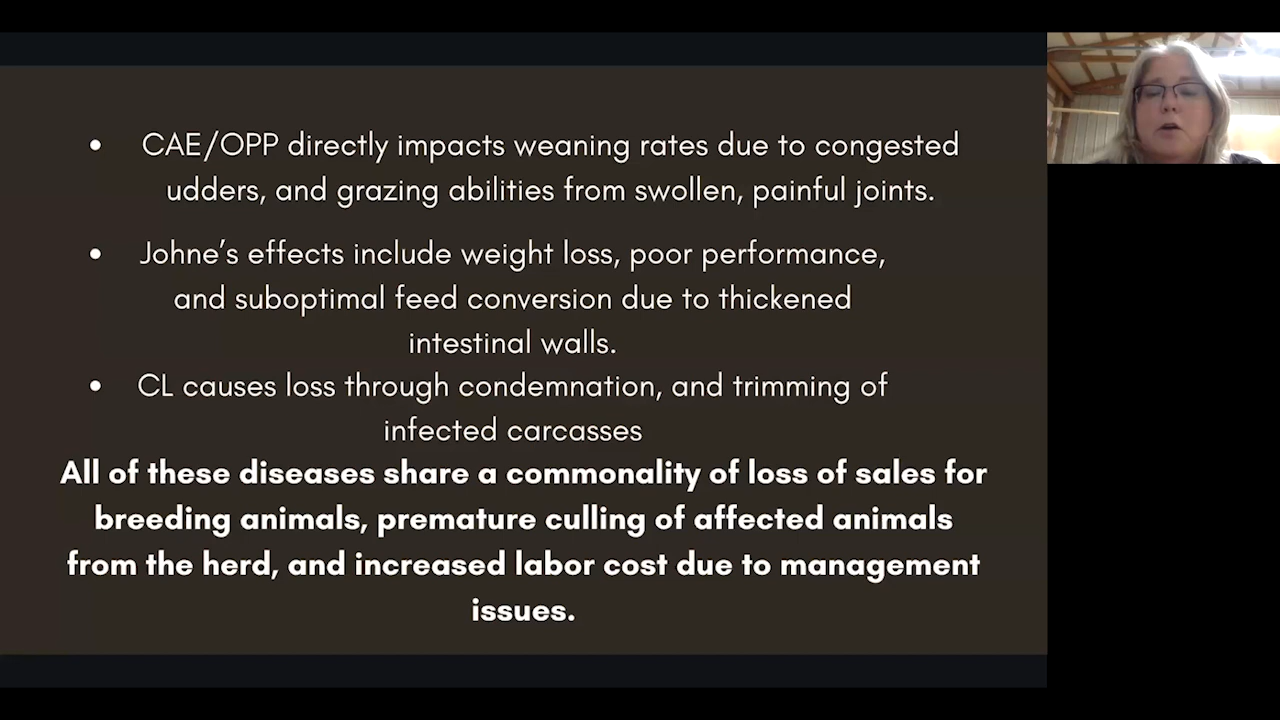 • CAE/OPP directly impacts weaning rates due to congested
udders, and grazing abilities from swollen, painful joints.
• Johne’s effects include weight loss, poor performance,
and suboptimal feed conversion due to thickened
intestinal walls.
• CL causes loss through condemnation, and trimming of
infected carcasses
All of these diseases share a commonality of loss of sales for
breeding animals, premature culling of affected animals
from the herd, and increased labor cost due to management
issues.